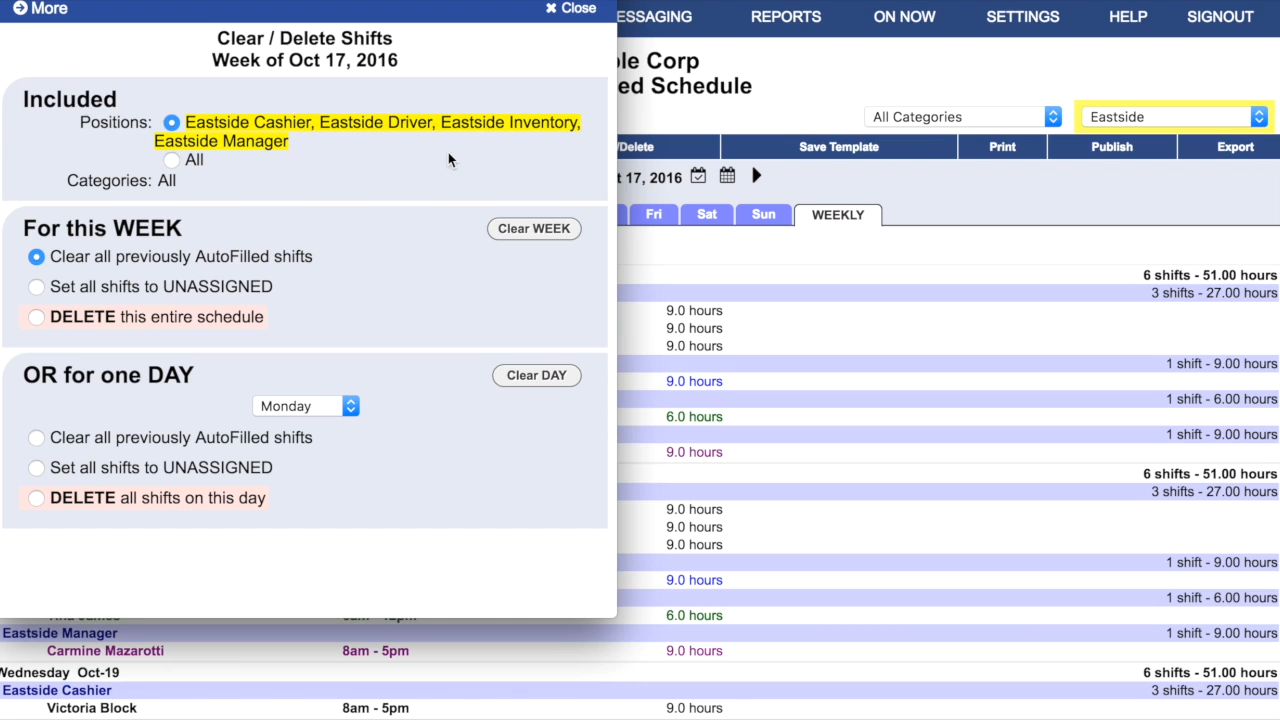 More
Close
Clear / Delete Shifts
Week of Oct 17, 2016
Included
Positions: Eastside Cashier, Eastside Driver, Eastside Inventory,
Eastside Manager
All
Categories: All
For this WEEK
Clear WEEK
Clear all previously AutoFilled shifts
Set all shifts to UNASSIGNED
DELETE this entire schedule
OR for one DAY
Clear DAY
Monday
Clear all previously AutoFilled shifts
Set all shifts to UNASSIGNED
DELETE all shifts on this day
ESSAGING REPORTS ON NOW SETTINGS HELP SIGNOUT
le Corp
ed Schedule
All Categories Eastside
/Delete Save Template Print Publish Export
t 17, 2016
Fri Sat Sun WEEKLY
6 shifts - 51.00 hours
3 shifts - 27.00 hours
9.0 hours
9.0 hours
9.0 hours
1 shift - 9.00 hours
9.0 hours
1 shift - 6.00 hours
6.0 hours
1 shift - 9.00 hours
9.0 hours
6 shifts - 51.00 hours
3 shifts - 27.00 hours
9.0 hours
9.0 hours
9.0 hours
1 shift - 9.00 hours
9.0 hours
1 shift - 6.00 hours
6.0 hours
Eastside Manager 1 shift - 9.00 hours
Carmine Mazarotti 8am - 5pm 9.0 hours
Wednesday Oct-19 6 shifts - 51.00 hours
Eastside Cashier 3 shifts - 27.00 hours
Victoria Block 8am - 5pm 9.0 hours